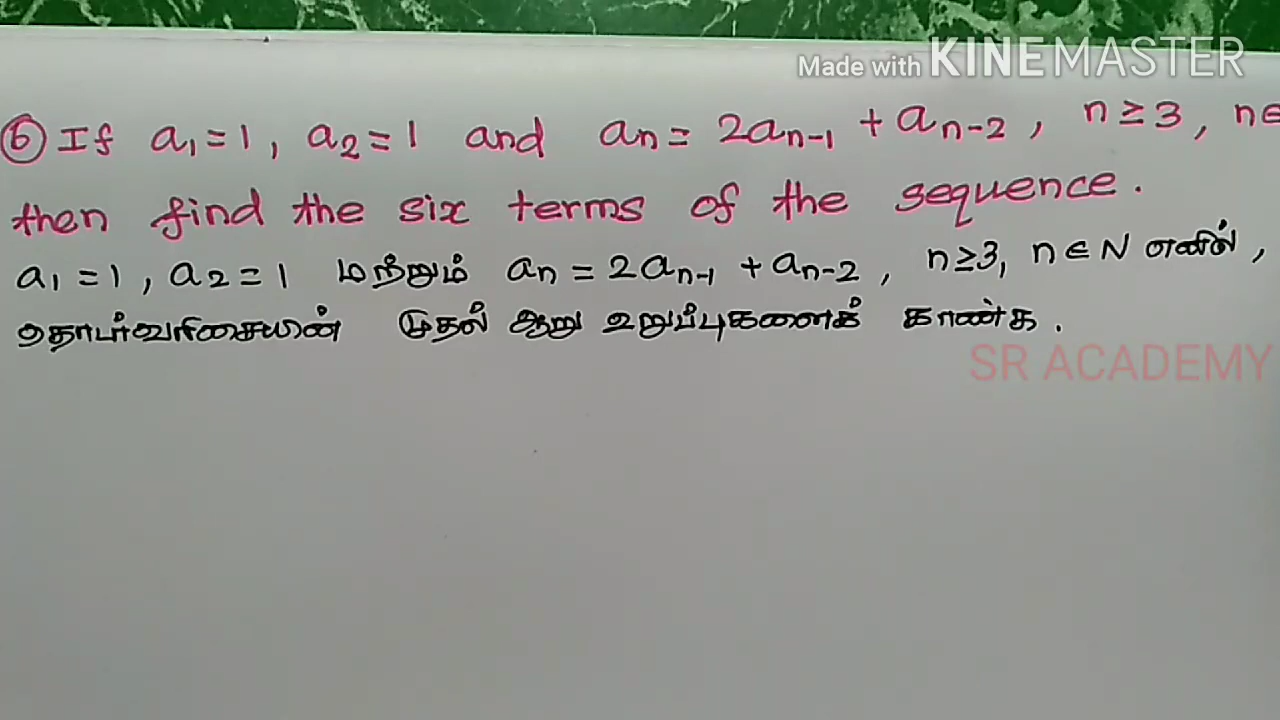 Made with KINEMASTER
⑥ If a₁ = 1, a₂ = 1 and aₙ = 2aₙ₋₁ + aₙ₋₂, n ≥ 3, n ∈
then find the six terms of the sequence.
a₁ = 1, a₂ = 1 மற்றும் aₙ = 2aₙ₋₁ + aₙ₋₂, n ≥ 3, n ∈ N எனில்,
தொடர்வரிசையின் முதல் ஆறு உறுப்புகளைக் காண்க.
SR ACADEMY